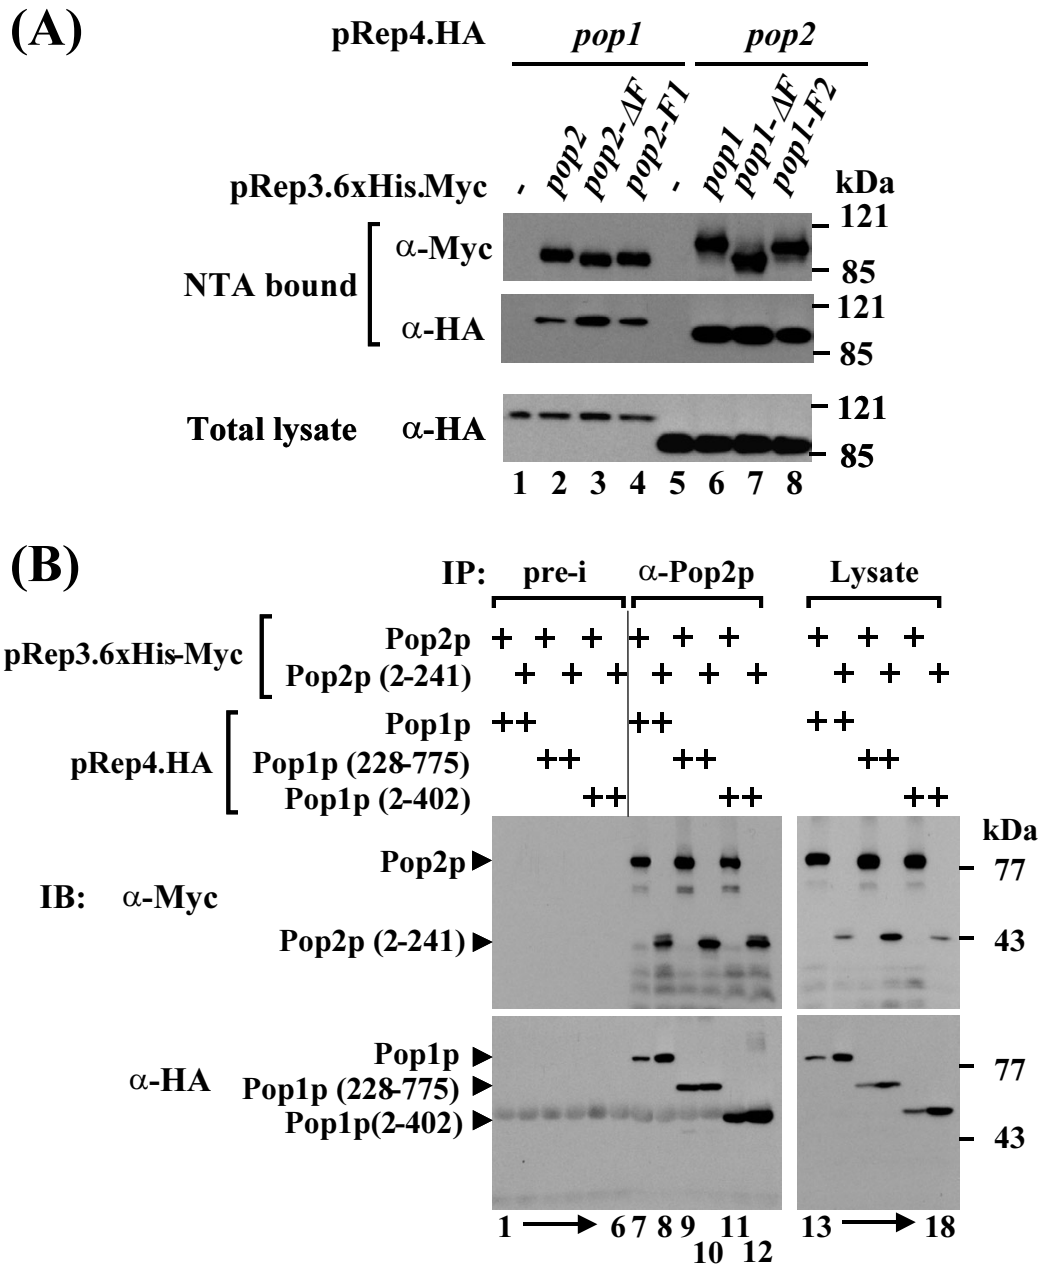 (A)
pRep4.HA pop1 pop2
pRep3.6xHis.Myc - pop2 pop2-ΔF pop2-F1 - pop1 pop1-ΔF pop1-F2 kDa
NTA bound
α-Myc 121
85
α-HA 121
85
Total lysate α-HA 121
85
1 2 3 4 5 6 7 8
(B)
IP: pre-i α-Pop2p Lysate
pRep3.6xHis-Myc
Pop2p + + + + + + + + +
Pop2p (2-241) + + + + + + + + +
pRep4.HA
Pop1p ++ ++ ++
Pop1p (228-775) ++ ++ ++
Pop1p (2-402) ++ ++ ++
kDa
IB: α-Myc
Pop2p 77
Pop2p (2-241) 43
α-HA
Pop1p 77
Pop1p (228-775)
Pop1p(2-402) 43
1 6 7 8 9 10 11 12 13 18